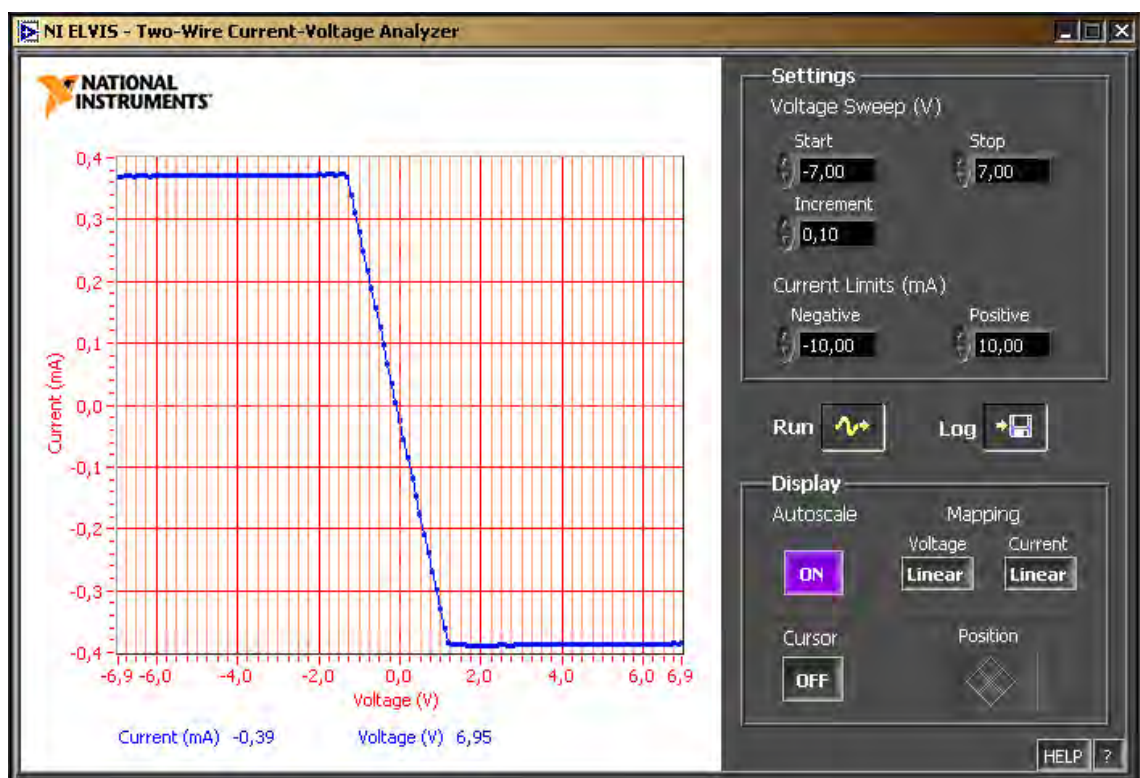 NI ELVIS - Two-Wire Current-Voltage Analyzer
NATIONAL
INSTRUMENTS
0,4
0,3
0,2
0,1
0,0
-0,1
-0,2
-0,3
-0,4
Current (mA)
-6,9 -6,0 -4,0 -2,0 0,0 2,0 4,0 6,0 6,9
Voltage (V)
Current (mA) -0,39 Voltage (V) 6,95
Settings
Voltage Sweep (V)
Start Stop
-7,00 7,00
Increment
0,10
Current Limits (mA)
Negative Positive
-10,00 10,00
Run Log
Display
Autoscale Mapping
Voltage Current
ON Linear Linear
Cursor Position
OFF
HELP ?